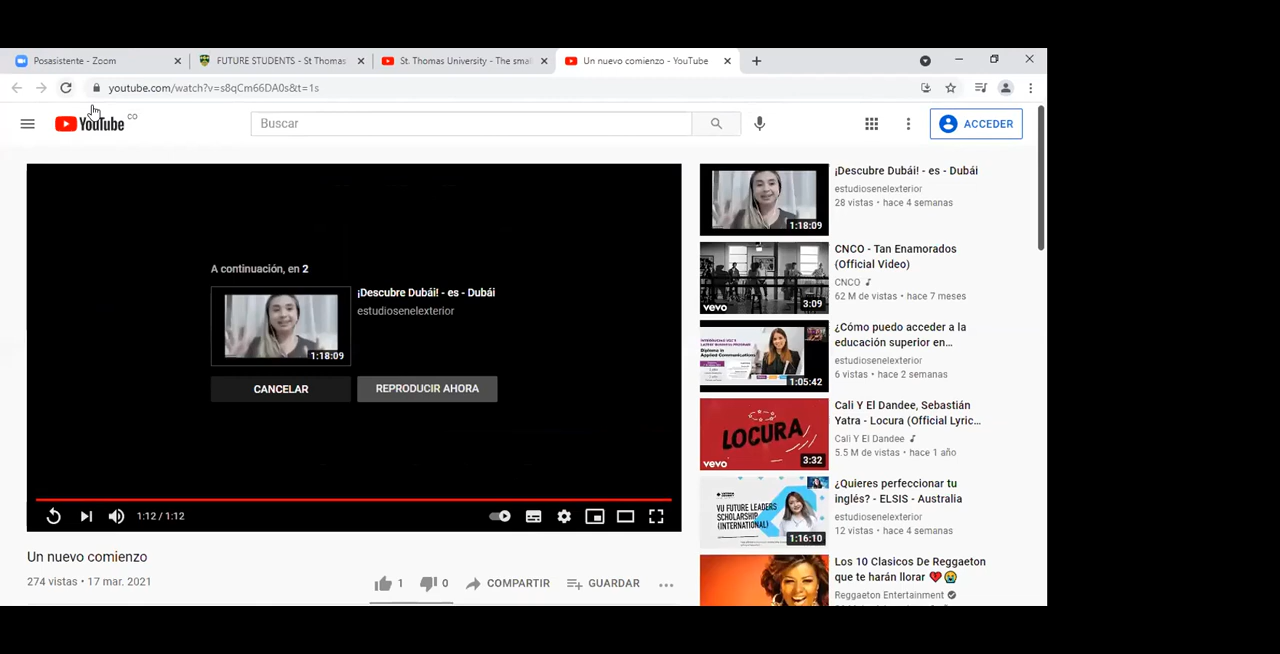 Posasistente - Zoom
FUTURE STUDENTS - St Thomas
St. Thomas University - The smal
Un nuevo comienzo - YouTube
youtube.com/watch?v=s8qCm66DA0s&t=1s
YouTube CO
Buscar
ACCEDER
A continuación, en 2
¡Descubre Dubái! - es - Dubái
estudiosenelexterior
1:18:09
CANCELAR
REPRODUCIR AHORA
1:12 / 1:12
Un nuevo comienzo
274 vistas • 17 mar. 2021
1
0
COMPARTIR
GUARDAR
1:18:09
¡Descubre Dubái! - es - Dubái
estudiosenelexterior
28 vistas • hace 4 semanas
vevo
3:09
CNCO - Tan Enamorados
(Official Video)
CNCO
62 M de vistas • hace 7 meses
Diploma in
Applied Communications
1:05:42
¿Cómo puedo acceder a la
educación superior en...
estudiosenelexterior
6 vistas • hace 2 semanas
LOCURA
vevo
3:32
Cali Y El Dandee, Sebastián
Yatra - Locura (Official Lyric...
Cali Y El Dandee
5.5 M de vistas • hace 1 año
VU FUTURE LEADERS
SCHOLARSHIP
(INTERNATIONAL)
1:16:10
¿Quieres perfeccionar tu
inglés? - ELSIS - Australia
estudiosenelexterior
12 vistas • hace 4 semanas
Los 10 Clasicos De Reggaeton
que te harán llorar 💔😭
Reggaeton Entertainment